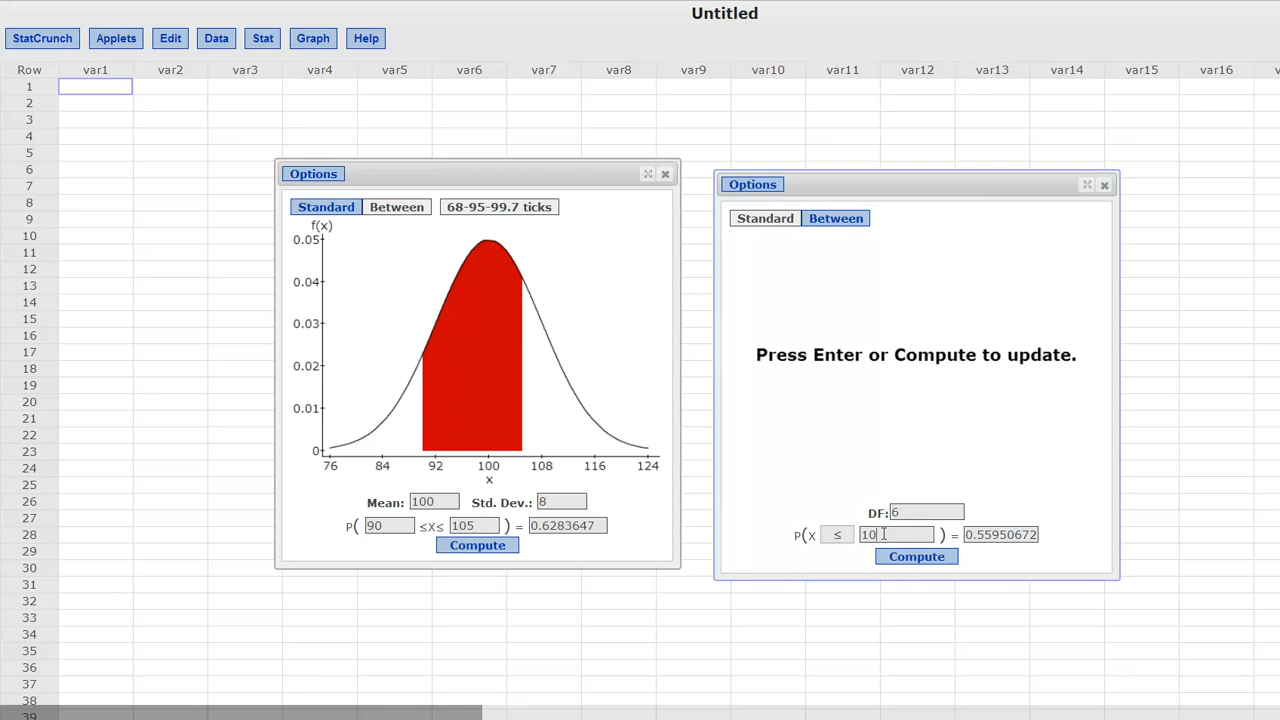 Untitled
StatCrunch Applets Edit Data Stat Graph Help
Row var1 var2 var3 var4 var5 var6 var7 var8 var9 var10 var11 var12 var13 var14 var15 var16
1
2
3
4
5
6
7
8
9
10
11
12
13
14
15
16
17
18
19
20
21
22
23
24
25
26
27
28
29
30
31
32
33
34
35
36
37
38
39
Options
Standard Between 68-95-99.7 ticks
f(x)
0.05
0.04
0.03
0.02
0.01
0
76 84 92 100 108 116 124
x
Mean: 100 Std. Dev.: 8
P( 90 ≤X≤ 105 ) = 0.6283647
Compute
Options
Standard Between
Press Enter or Compute to update.
DF: 6
P(X ≤ 10 ) = 0.55950672
Compute